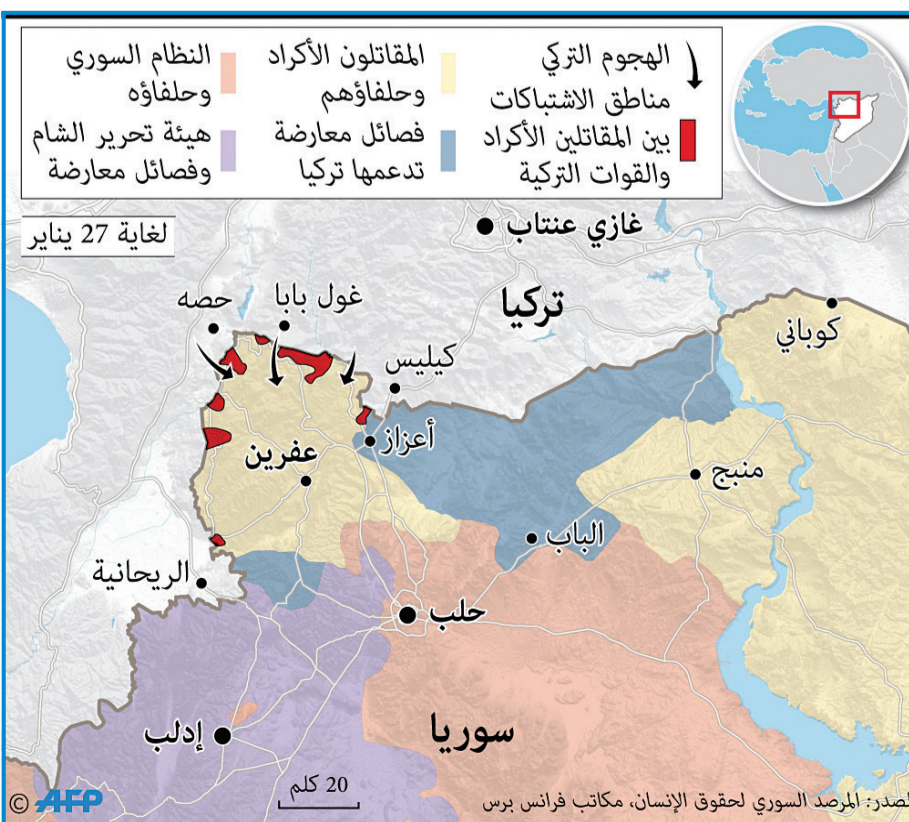 الهجوم التركي
مناطق الاشتباكات
بين المقاتلين الأكراد
والقوات التركية
المقاتلون الأكراد
وحلفاؤهم
فصائل معارضة
تدعمها تركيا
النظام السوري
وحلفاؤه
هيئة تحرير الشام
وفصائل معارضة
لغاية 27 يناير
غازي عنتاب
تركيا
غول بابا
حصه
كوباني
كيليس
أعزاز
عفرين
منبج
الباب
الريحانية
حلب
سوريا
إدلب
20 كلم
لصدر: المرصد السوري لحقوق الإنسان، مكاتب فرانس برس
© AFP